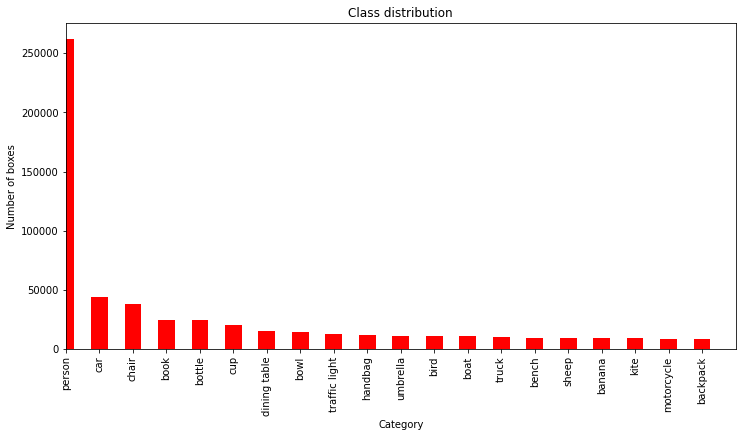 Class distribution
Number of boxes
250000
200000
150000
100000
50000
0
person
car
chair
book
bottle
cup
dining table
bowl
traffic light
handbag
umbrella
bird
boat
truck
bench
sheep
banana
kite
motorcycle
backpack
Category